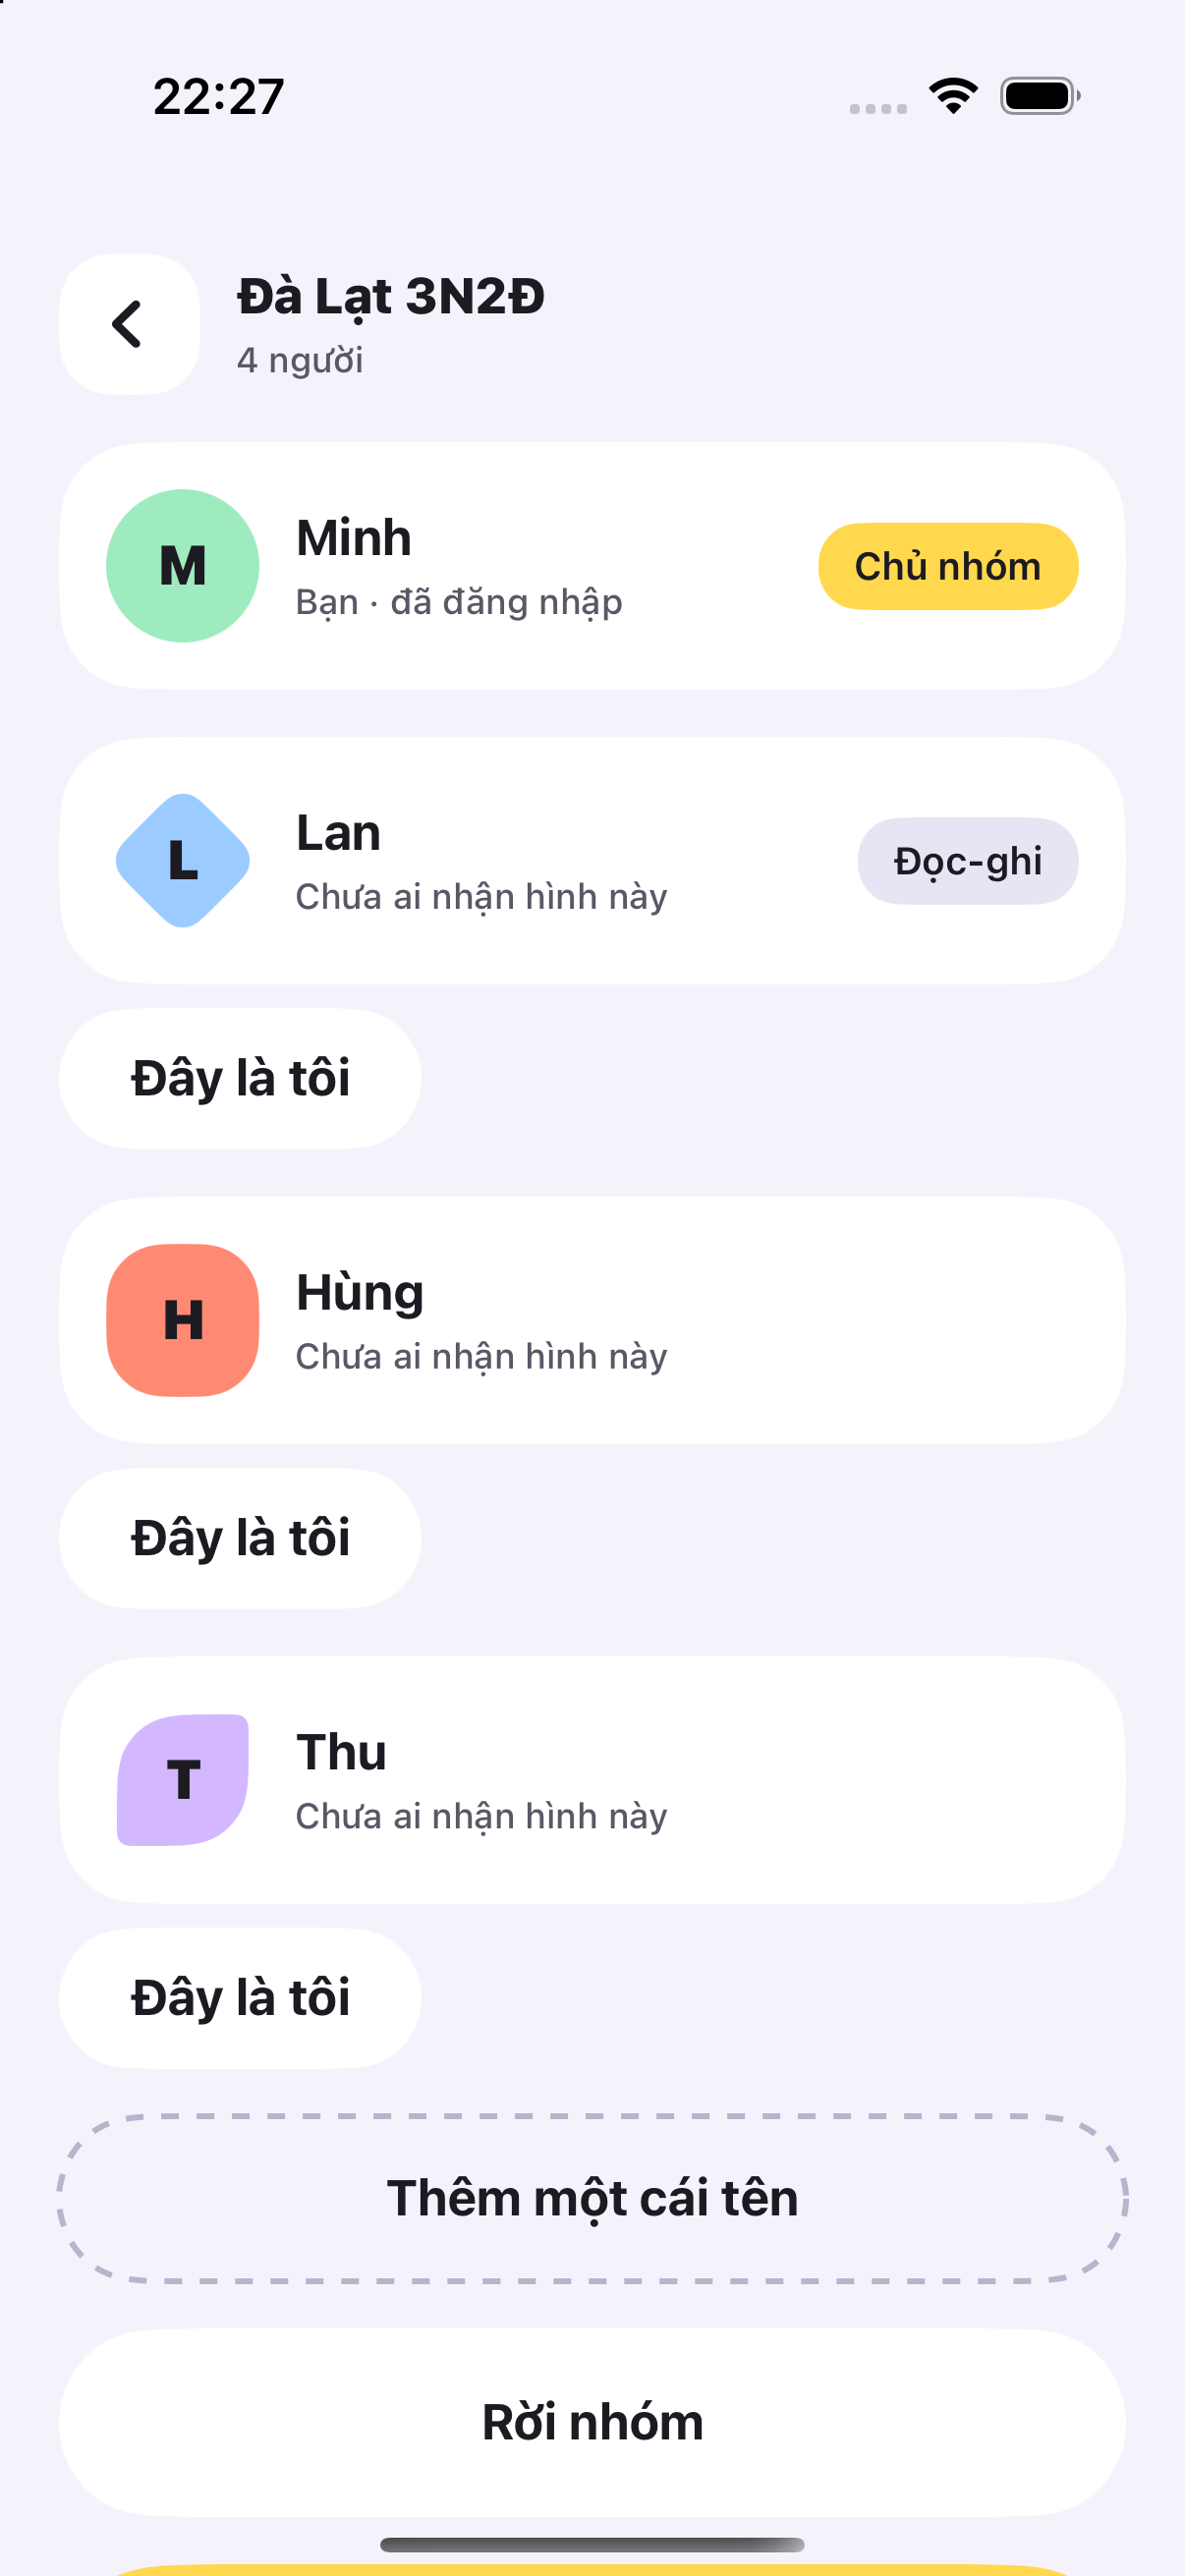 22:27
Đà Lạt 3N2Đ
4 người
M
Minh
Bạn · đã đăng nhập
Chủ nhóm
L
Lan
Chưa ai nhận hình này
Đọc-ghi
Đây là tôi
H
Hùng
Chưa ai nhận hình này
Đây là tôi
T
Thu
Chưa ai nhận hình này
Đây là tôi
Thêm một cái tên
Rời nhóm